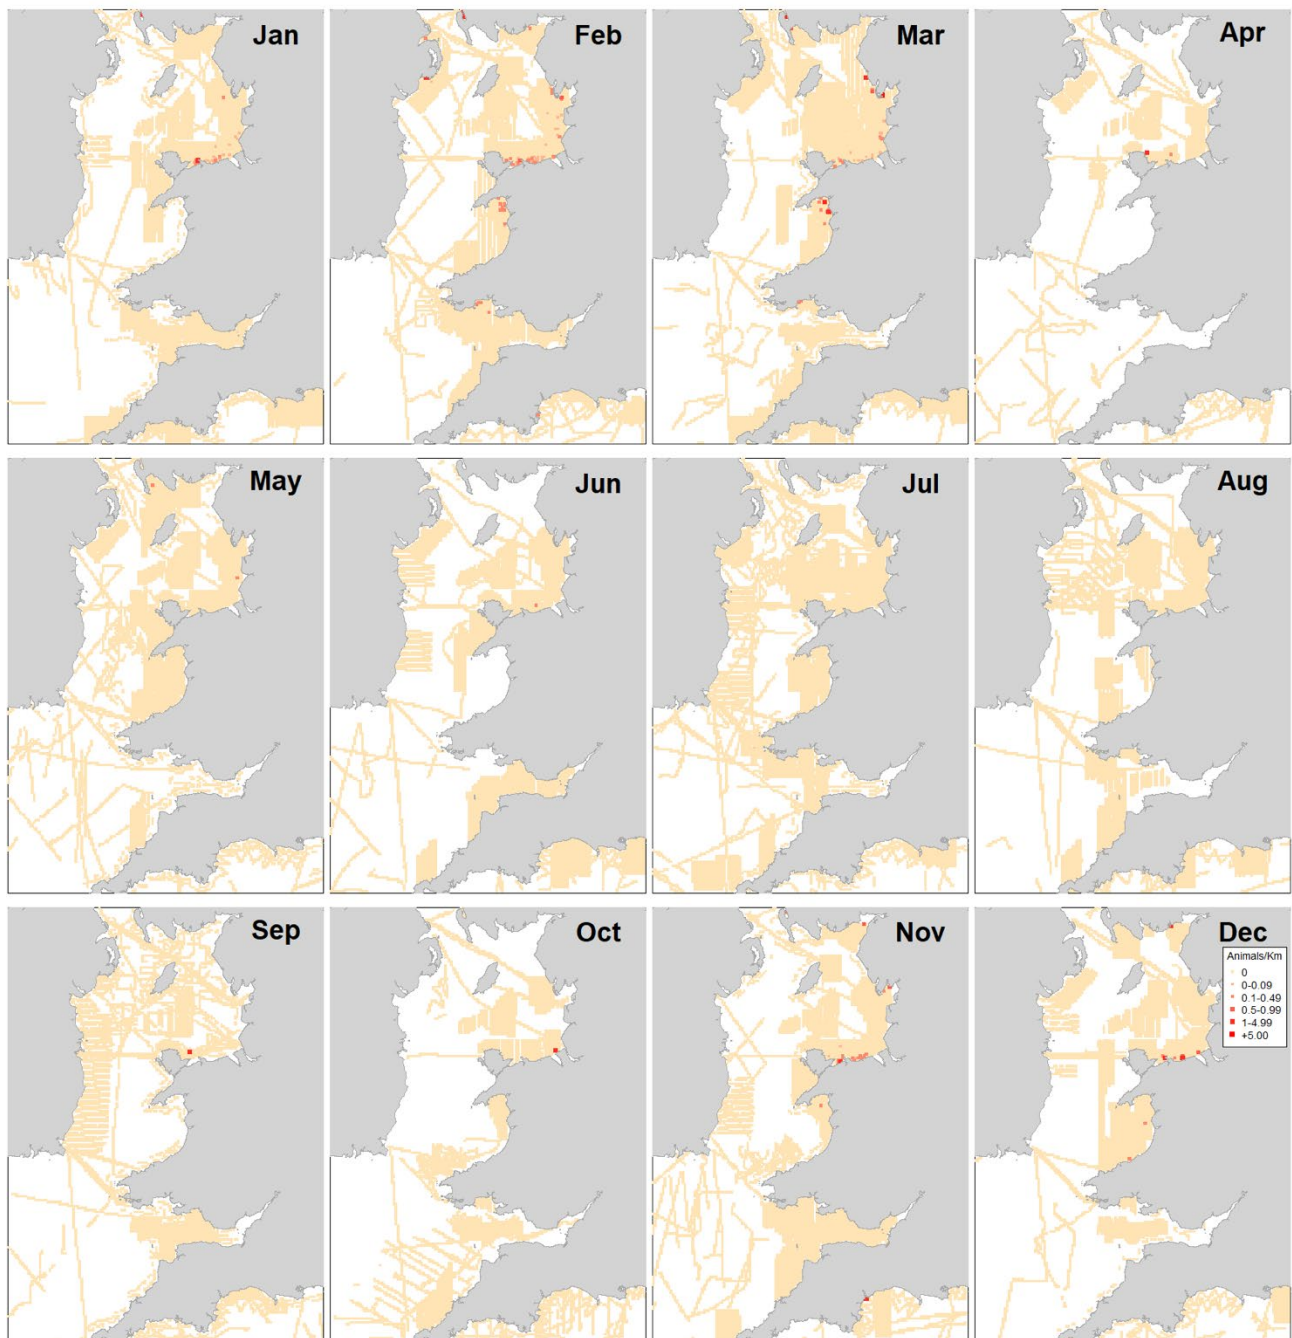 Jan
Feb
Mar
Apr
May
Jun
Jul
Aug
Sep
Oct
Nov
Dec
Animals/Km
0
0-0.09
0.1-0.49
0.5-0.99
1-4.99
+5.00